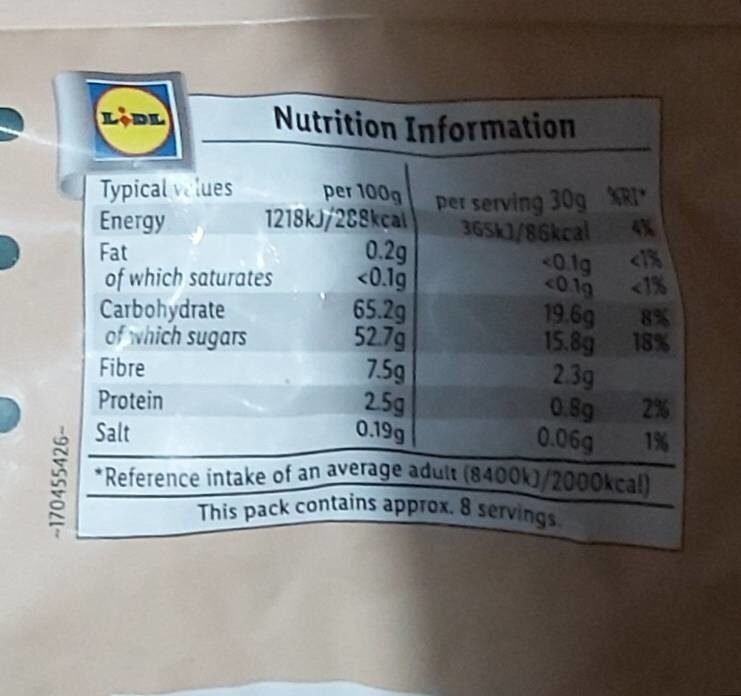 LIDL
Nutrition Information
Typical values per 100g per serving 30g %RI*
Energy 1218kJ/288kcal 365kJ/86kcal 4%
Fat 0.2g <0.1g <1%
of which saturates <0.1g <0.1g <1%
Carbohydrate 65.2g 19.6g 8%
of which sugars 52.7g 15.8g 18%
Fibre 7.5g 2.3g
Protein 2.5g 0.8g 2%
Salt 0.19g 0.06g 1%
*Reference intake of an average adult (8400kJ/2000kcal)
This pack contains approx. 8 servings.
~170455426~